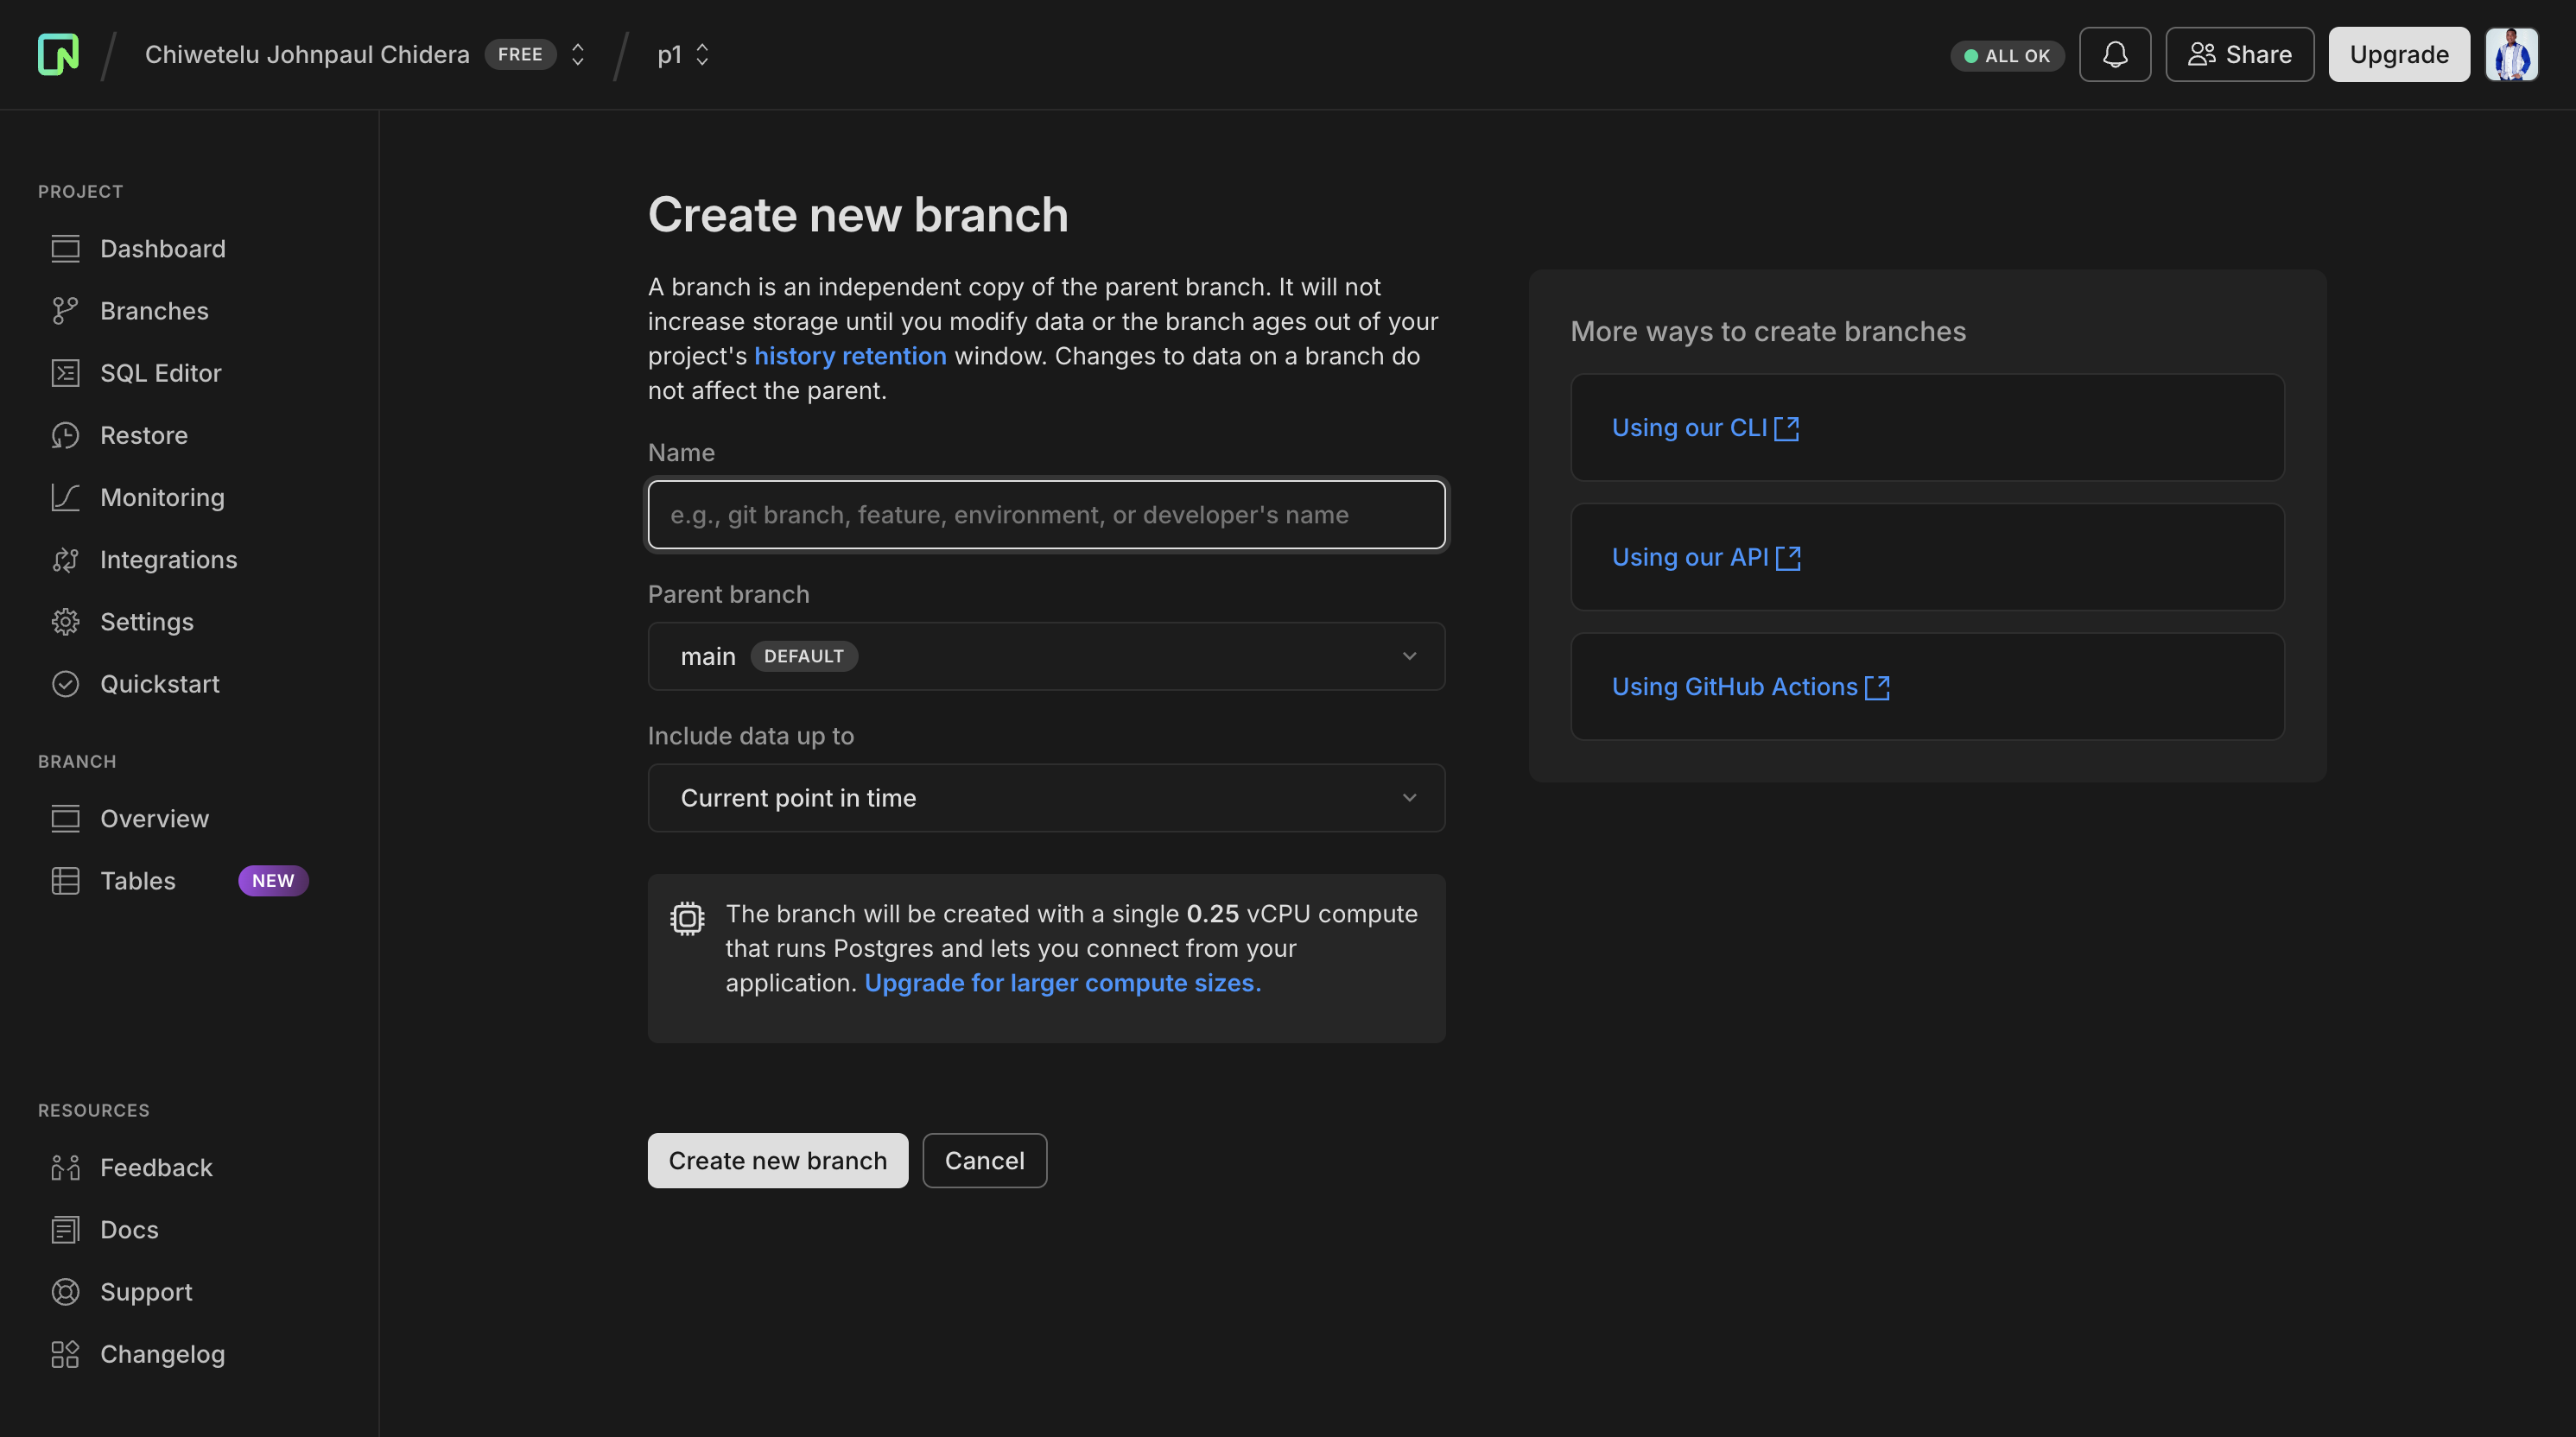 Chiwetelu Johnpaul Chidera FREE
p1
ALL OK
Share
Upgrade
PROJECT
Dashboard
Branches
SQL Editor
Restore
Monitoring
Integrations
Settings
Quickstart
BRANCH
Overview
Tables NEW
RESOURCES
Feedback
Docs
Support
Changelog
Create new branch
A branch is an independent copy of the parent branch. It will not
increase storage until you modify data or the branch ages out of your
project's history retention window. Changes to data on a branch do
not affect the parent.
Name
e.g., git branch, feature, environment, or developer's name
Parent branch
main DEFAULT
Include data up to
Current point in time
The branch will be created with a single 0.25 vCPU compute
that runs Postgres and lets you connect from your
application. Upgrade for larger compute sizes.
Create new branch
Cancel
More ways to create branches
Using our CLI
Using our API
Using GitHub Actions